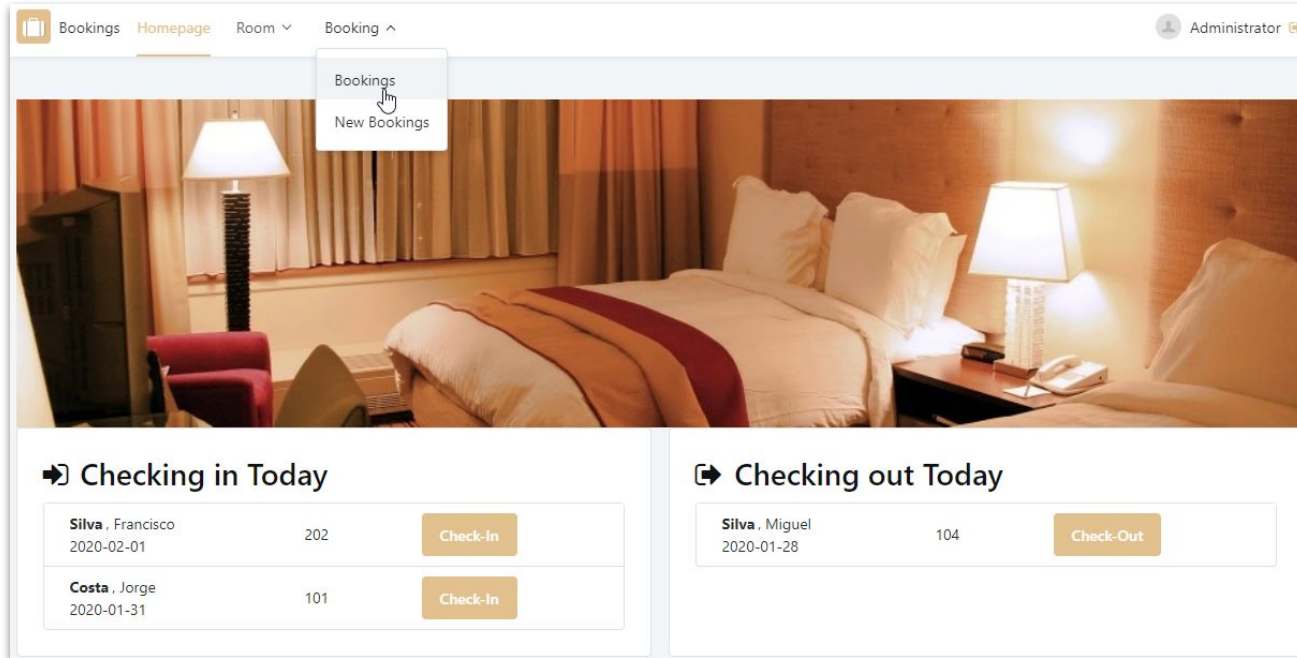 Bookings Homepage Room Booking Administrator
Bookings
New Bookings
Checking in Today
Silva , Francisco
2020-02-01
202
Check-In
Costa , Jorge
2020-01-31
101
Check-In
Checking out Today
Silva , Miguel
2020-01-28
104
Check-Out